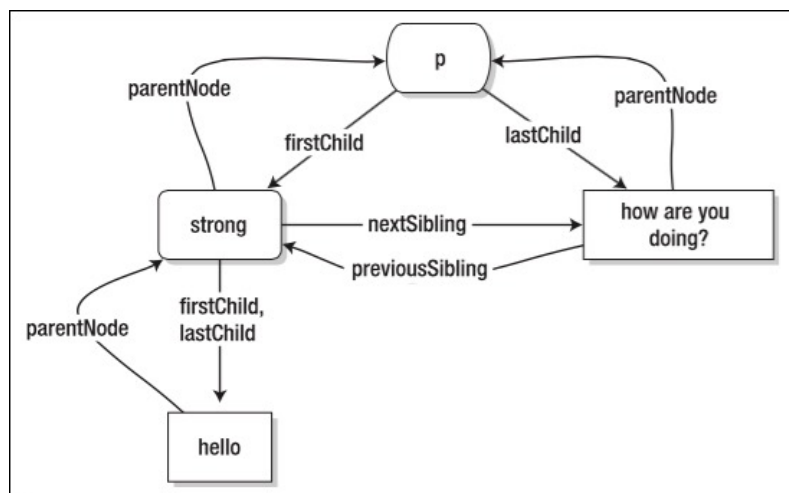 p
parentNode
parentNode
firstChild
lastChild
strong
nextSibling
how are you
doing?
previousSibling
firstChild,
lastChild
parentNode
hello